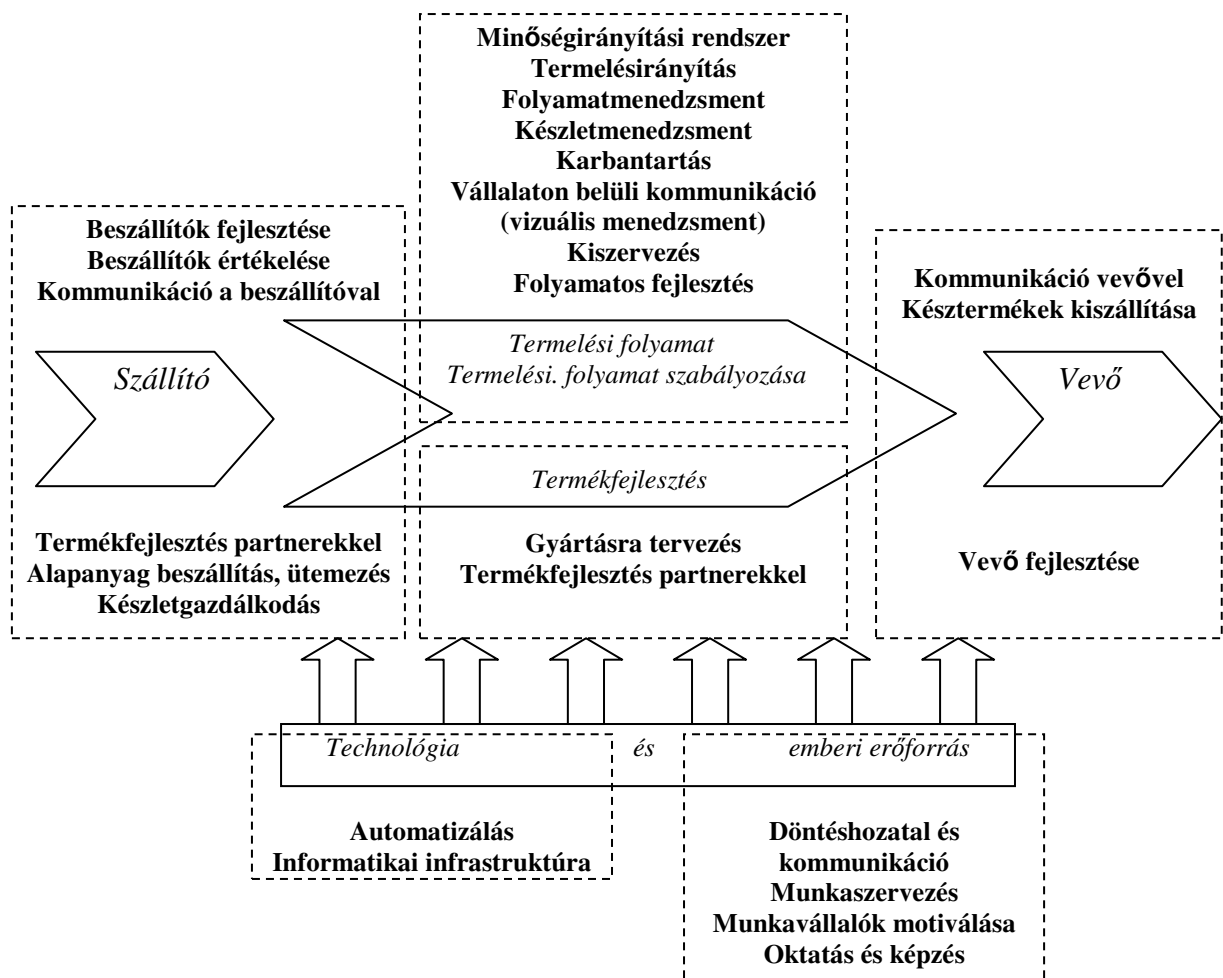 Minőségirányítási rendszer
Termelésirányítás
Folyamatmenedzsment
Készletmenedzsment
Karbantartás
Vállalaton belüli kommunikáció
(vizuális menedzsment)
Kiszervezés
Folyamatos fejlesztés
Beszállítók fejlesztése
Beszállítók értékelése
Kommunikáció a beszállítóval
Kommunikáció vevővel
Késztermékek kiszállítása
Szállító
Termelési folyamat
Termelési. folyamat szabályozása
Vevő
Termékfejlesztés
Termékfejlesztés partnerekkel
Alapanyag beszállítás, ütemezés
Készletgazdálkodás
Gyártásra tervezés
Termékfejlesztés partnerekkel
Vevő fejlesztése
Technológia és emberi erőforrás
Automatizálás
Informatikai infrastruktúra
Döntéshozatal és
kommunikáció
Munkaszervezés
Munkavállalók motiválása
Oktatás és képzés